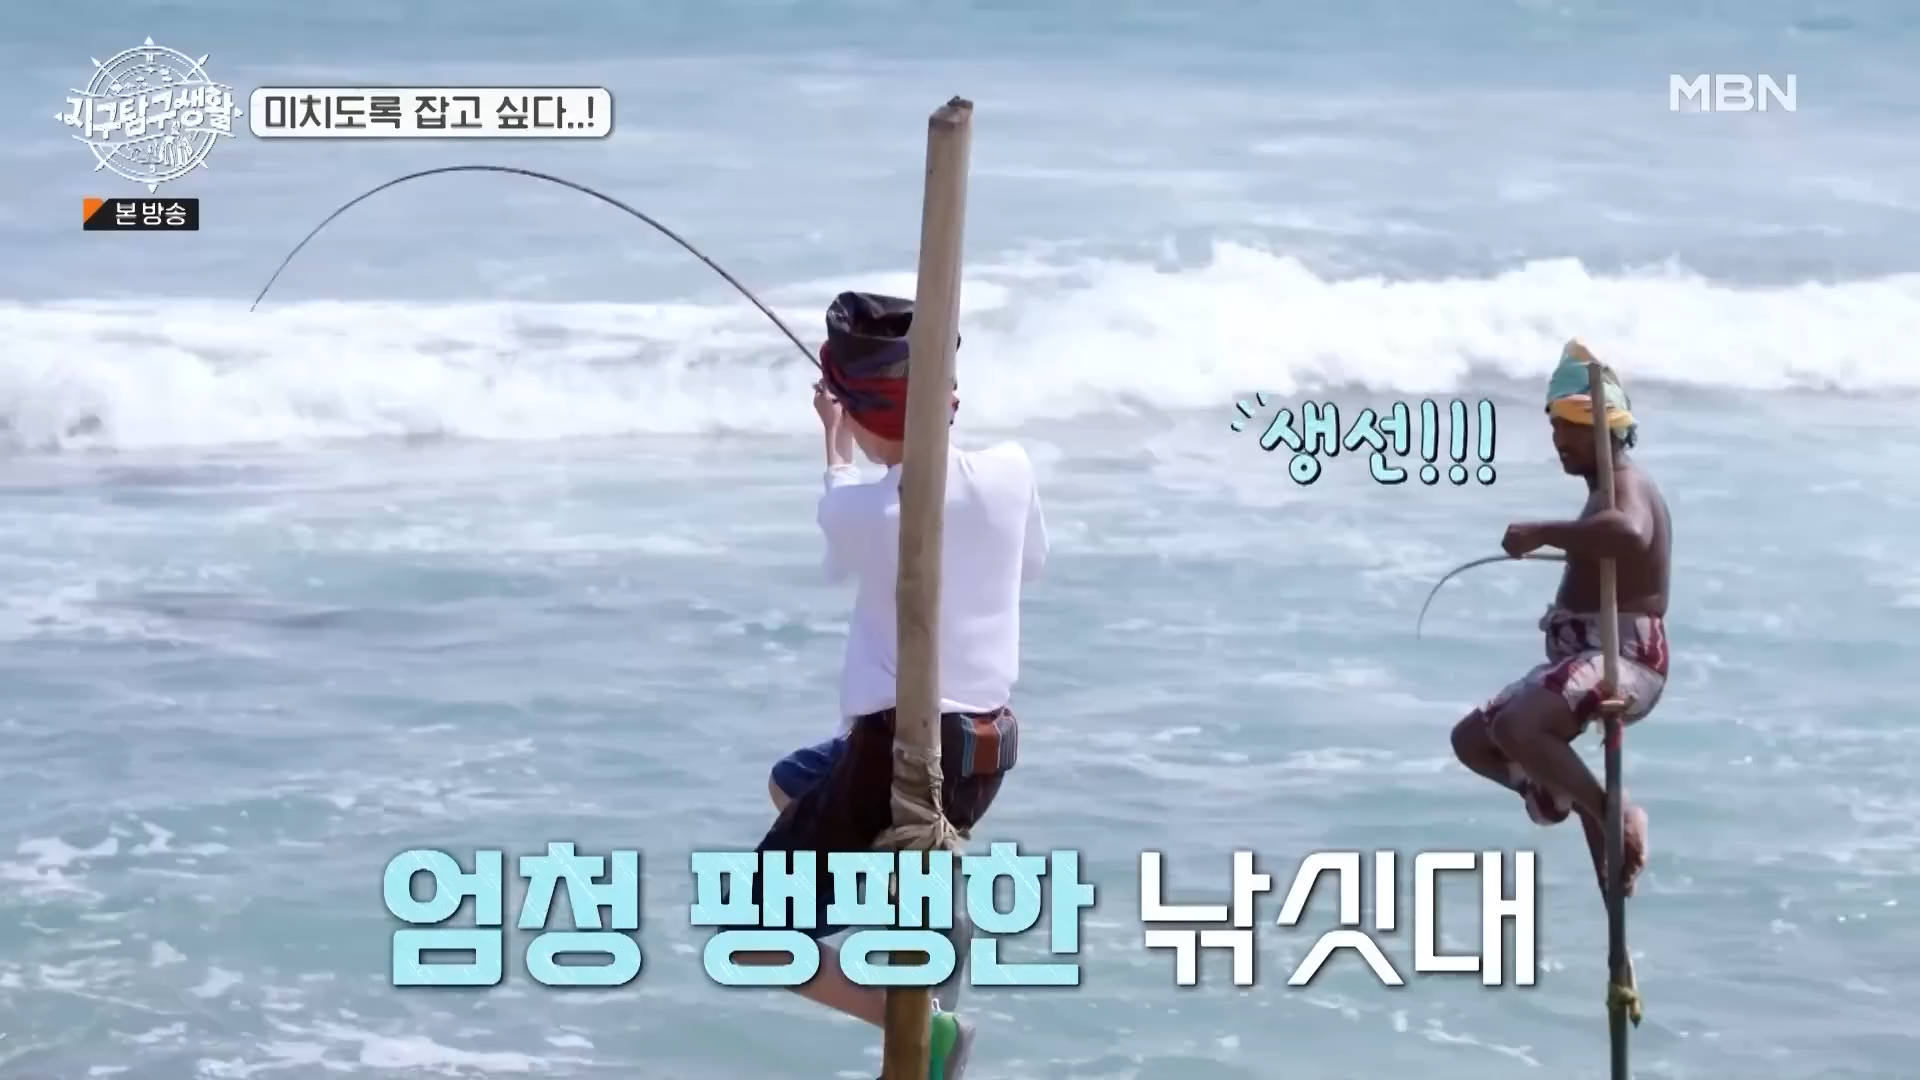 지구탐구생활
미치도록 잡고 싶다..!
MBN
본 방송
생선!!!
엄청 팽팽한 낚싯대